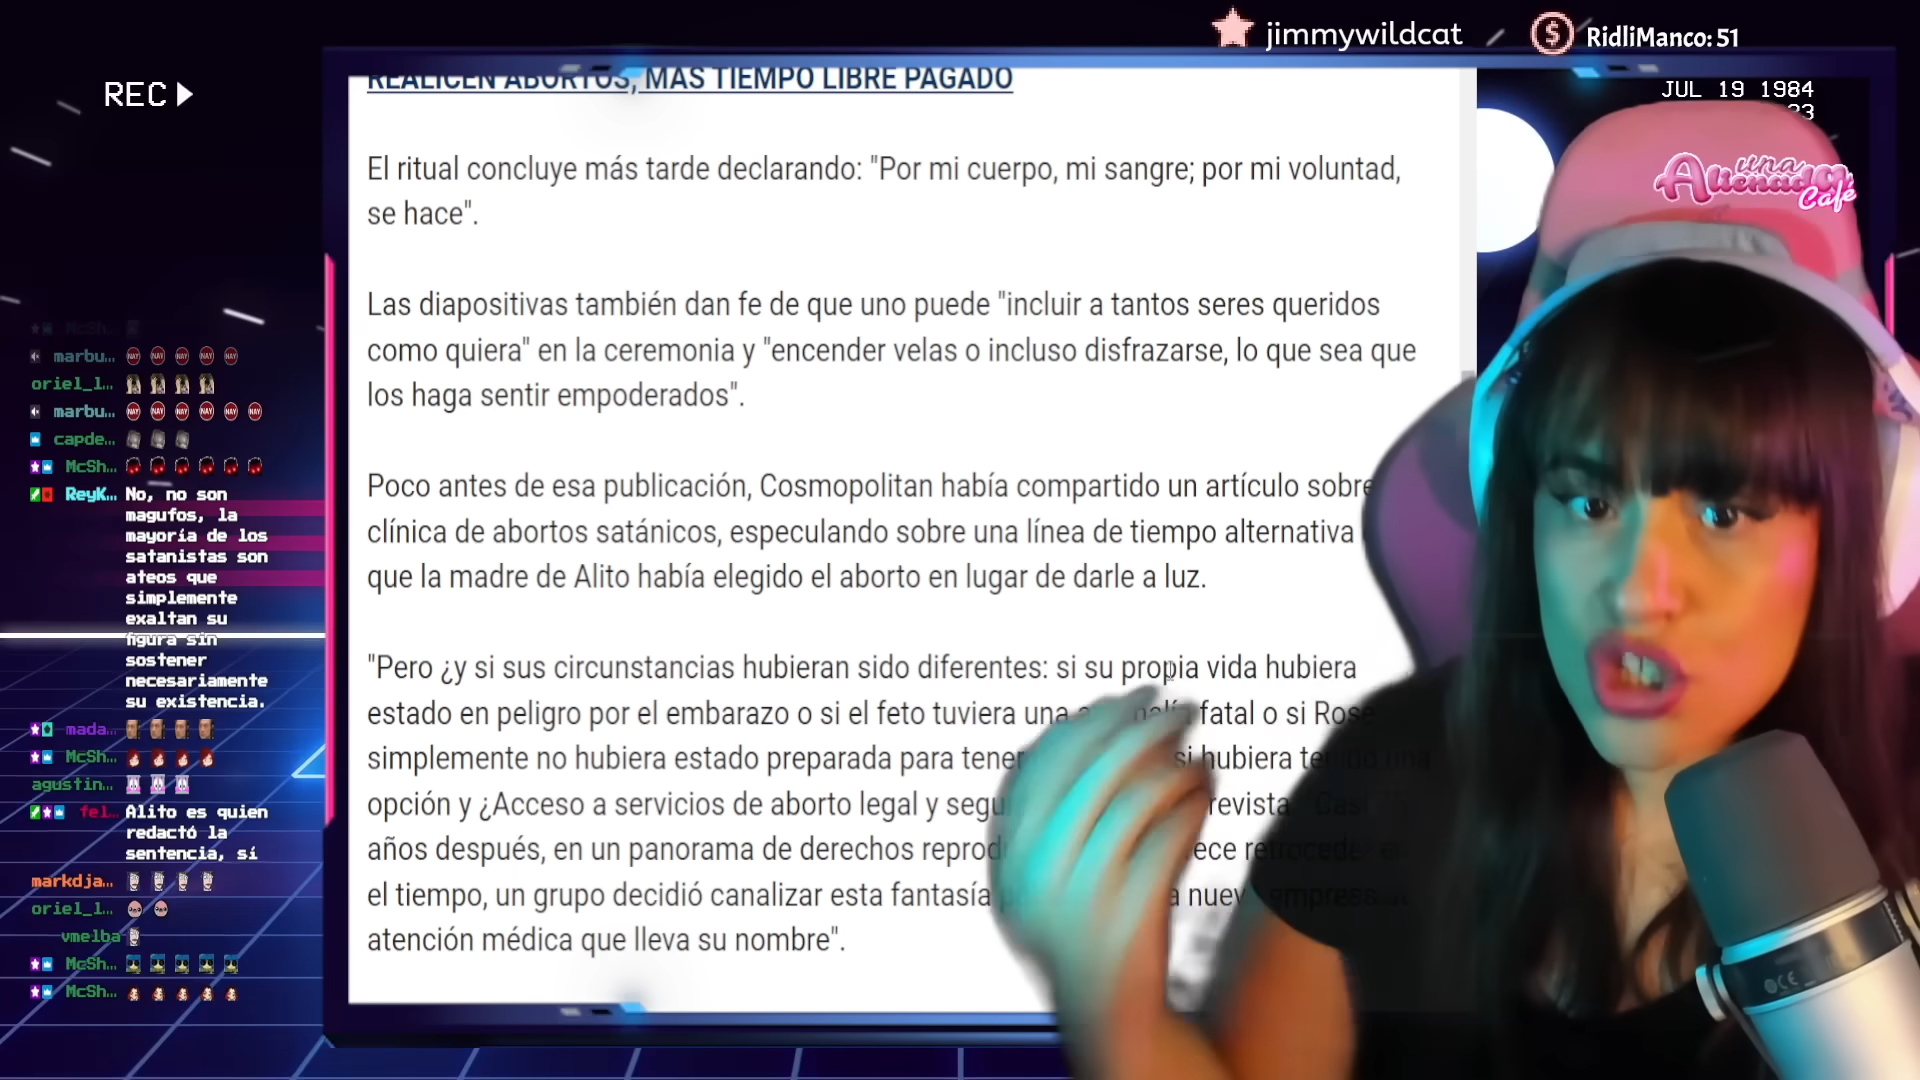 jimmywildcat
RidliManco: 51
REC
JUL 19 1984
una
Alienada
Café
REALICEN ABORTOS, MÁS TIEMPO LIBRE PAGADO
El ritual concluye más tarde declarando: "Por mi cuerpo, mi sangre; por mi voluntad,
se hace".
Las diapositivas también dan fe de que uno puede "incluir a tantos seres queridos
como quiera" en la ceremonia y "encender velas o incluso disfrazarse, lo que sea que
los haga sentir empoderados".
Poco antes de esa publicación, Cosmopolitan había compartido un artículo sobre
clínica de abortos satánicos, especulando sobre una línea de tiempo alternativa
que la madre de Alito había elegido el aborto en lugar de darle a luz.
"Pero ¿y si sus circunstancias hubieran sido diferentes: si su propia vida hubiera
estado en peligro por el embarazo o si el feto tuviera una fatal o si Rose
simplemente no hubiera estado preparada para tener si hubiera tenido una
opción y ¿Acceso a servicios de aborto legal y revista
años después, en un panorama de derechos retroceder
el tiempo, un grupo decidió canalizar esta fantasía
atención médica que lleva su nombre".
marbu...
oriel_l...
marbu...
capde...
McSh...
ReyK... No, no son
magufos, la
mayoría de los
satanistas son
ateos que
simplemente
exaltan su
figura sin
sostener
necesariamente
su existencia.
mada...
McSh...
agustin...
fel... Alito es quien
redactó la
sentencia, sí
markdja...
oriel_l...
vmelba
McSh...
McSh...